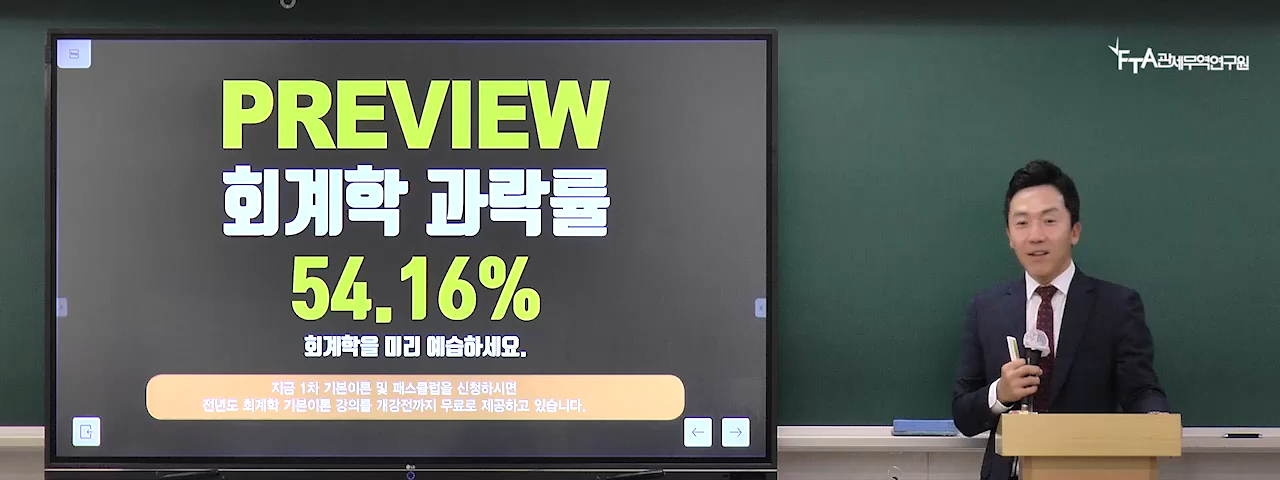 PREVIEW
회계학 과락률
54.16%
회계학을 미리 예습하세요.
지금 1차 기본이론 및 패스클럽을 신청하시면
전년도 회계학 기본이론 강의를 개강전까지 무료로 제공하고 있습니다.
FTA관세무역연구원